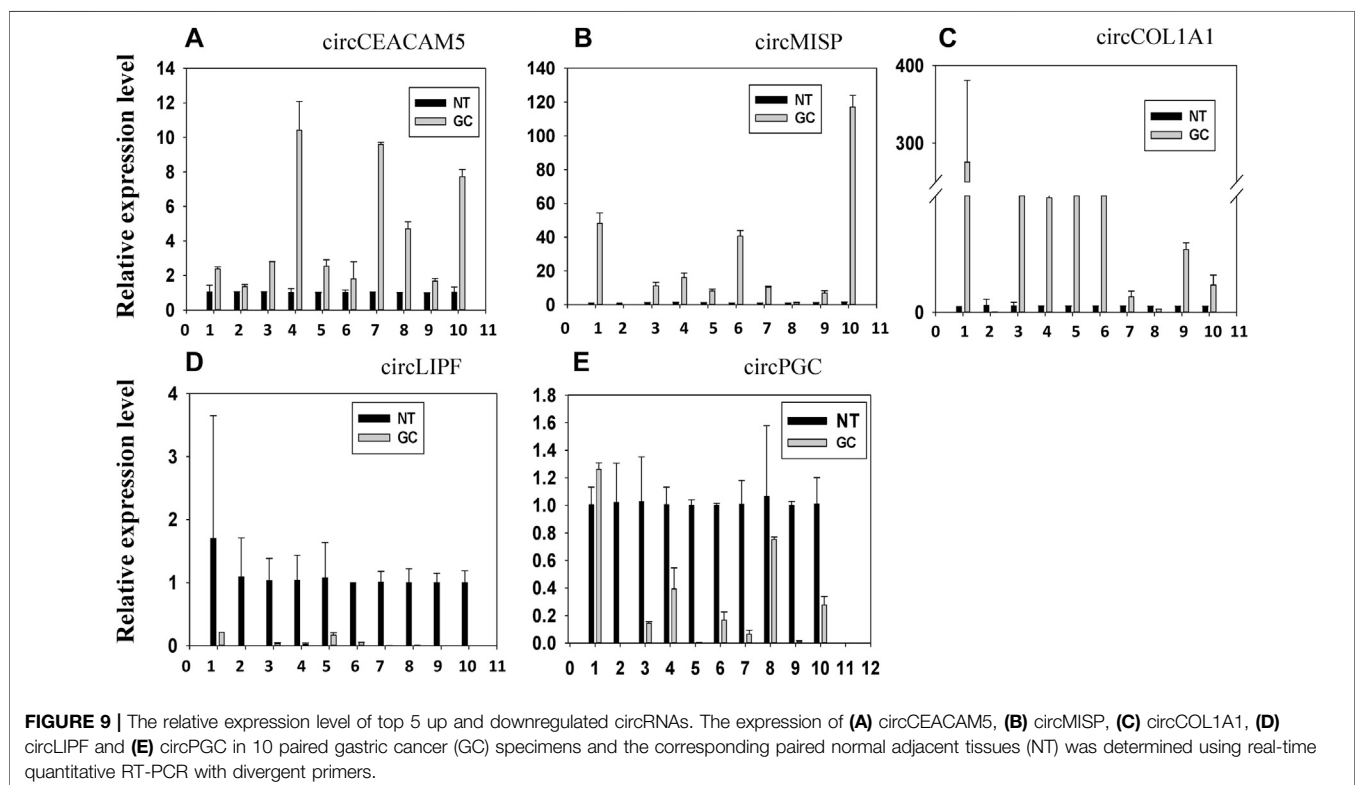 A circCEACAM5
B circMISP
C circCOL1A1
Relative expression level
14
12
10
8
6
4
2
0
NT
GC
0 1 2 3 4 5 6 7 8 9 10 11
140
120
100
80
60
40
20
0
NT
GC
0 1 2 3 4 5 6 7 8 9 10 11
400
300
0
NT
GC
0 1 2 3 4 5 6 7 8 9 10 11
D circLIPF
E circPGC
Relative expression level
4
3
2
1
0
NT
GC
0 1 2 3 4 5 6 7 8 9 10 11
1.8
1.6
1.4
1.2
1.0
0.8
0.6
0.4
0.2
0.0
NT
GC
0 1 2 3 4 5 6 7 8 9 10 11 12
FIGURE 9 | The relative expression level of top 5 up and downregulated circRNAs. The expression of (A) circCEACAM5, (B) circMISP, (C) circCOL1A1, (D)
circLIPF and (E) circPGC in 10 paired gastric cancer (GC) specimens and the corresponding paired normal adjacent tissues (NT) was determined using real-time
quantitative RT-PCR with divergent primers.